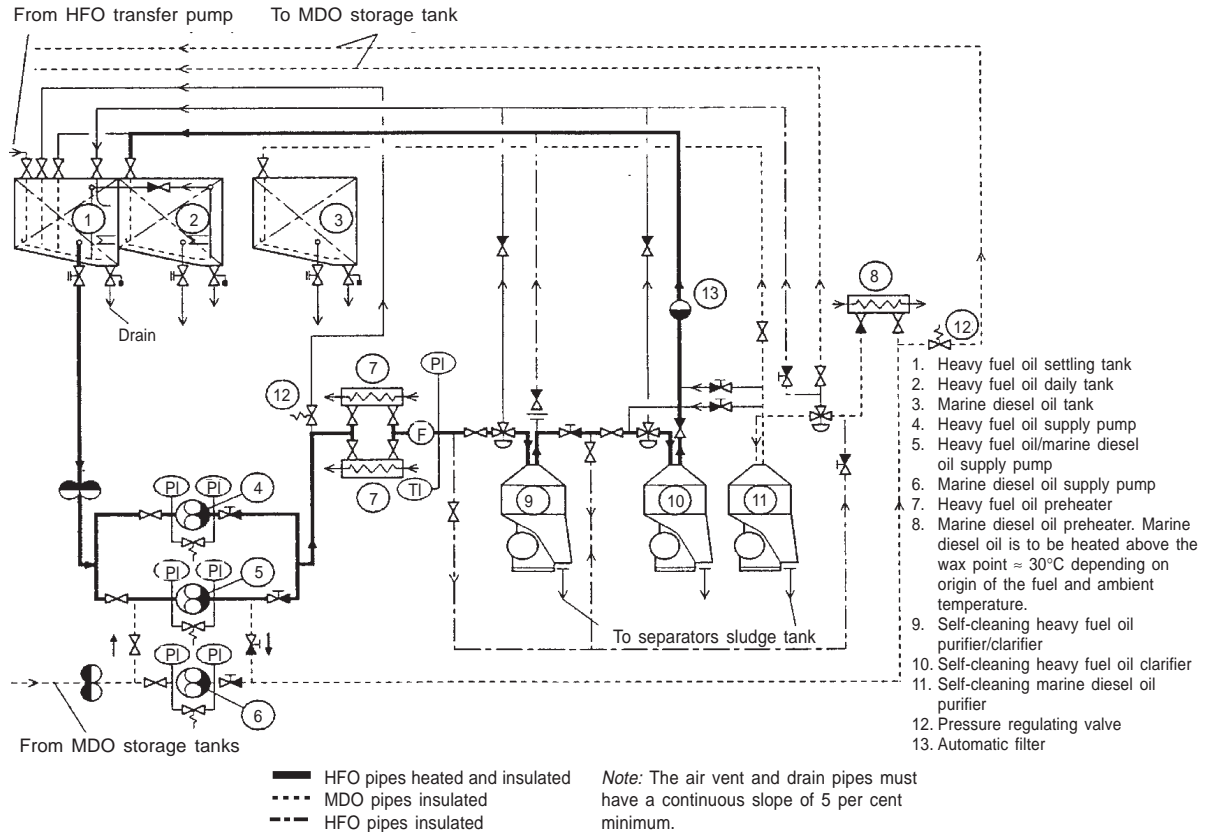 From HFO transfer pump
To MDO storage tank
1
2
3
8
13
12
Drain
PI
7
12
F
7
TI
PI
PI
4
9
10
11
PI
PI
5
To separators sludge tank
PI
PI
6
From MDO storage tanks
1. Heavy fuel oil settling tank
2. Heavy fuel oil daily tank
3. Marine diesel oil tank
4. Heavy fuel oil supply pump
5. Heavy fuel oil/marine diesel
oil supply pump
6. Marine diesel oil supply pump
7. Heavy fuel oil preheater
8. Marine diesel oil preheater. Marine
diesel oil is to be heated above the
wax point ≈ 30°C depending on
origin of the fuel and ambient
temperature.
9. Self-cleaning heavy fuel oil
purifier/clarifier
10. Self-cleaning heavy fuel oil clarifier
11. Self-cleaning marine diesel oil
purifier
12. Pressure regulating valve
13. Automatic filter
HFO pipes heated and insulated
MDO pipes insulated
HFO pipes insulated
Note: The air vent and drain pipes must
have a continuous slope of 5 per cent
minimum.